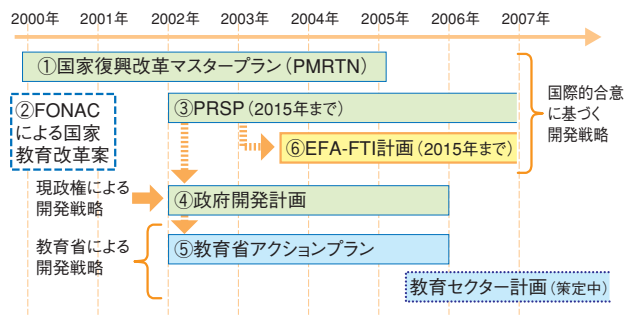 2000年 2001年 2002年 2003年 2004年 2005年 2006年 2007年
①国家復興改革マスタープラン（PMRTN）
②FONAC
による国家
教育改革案
③PRSP（2015年まで）
⑥EFA-FTI計画（2015年まで）
国際的合意
に基づく
開発戦略
現政権による
開発戦略
④政府開発計画
教育省による
開発戦略
⑤教育省アクションプラン
教育セクター計画（策定中）